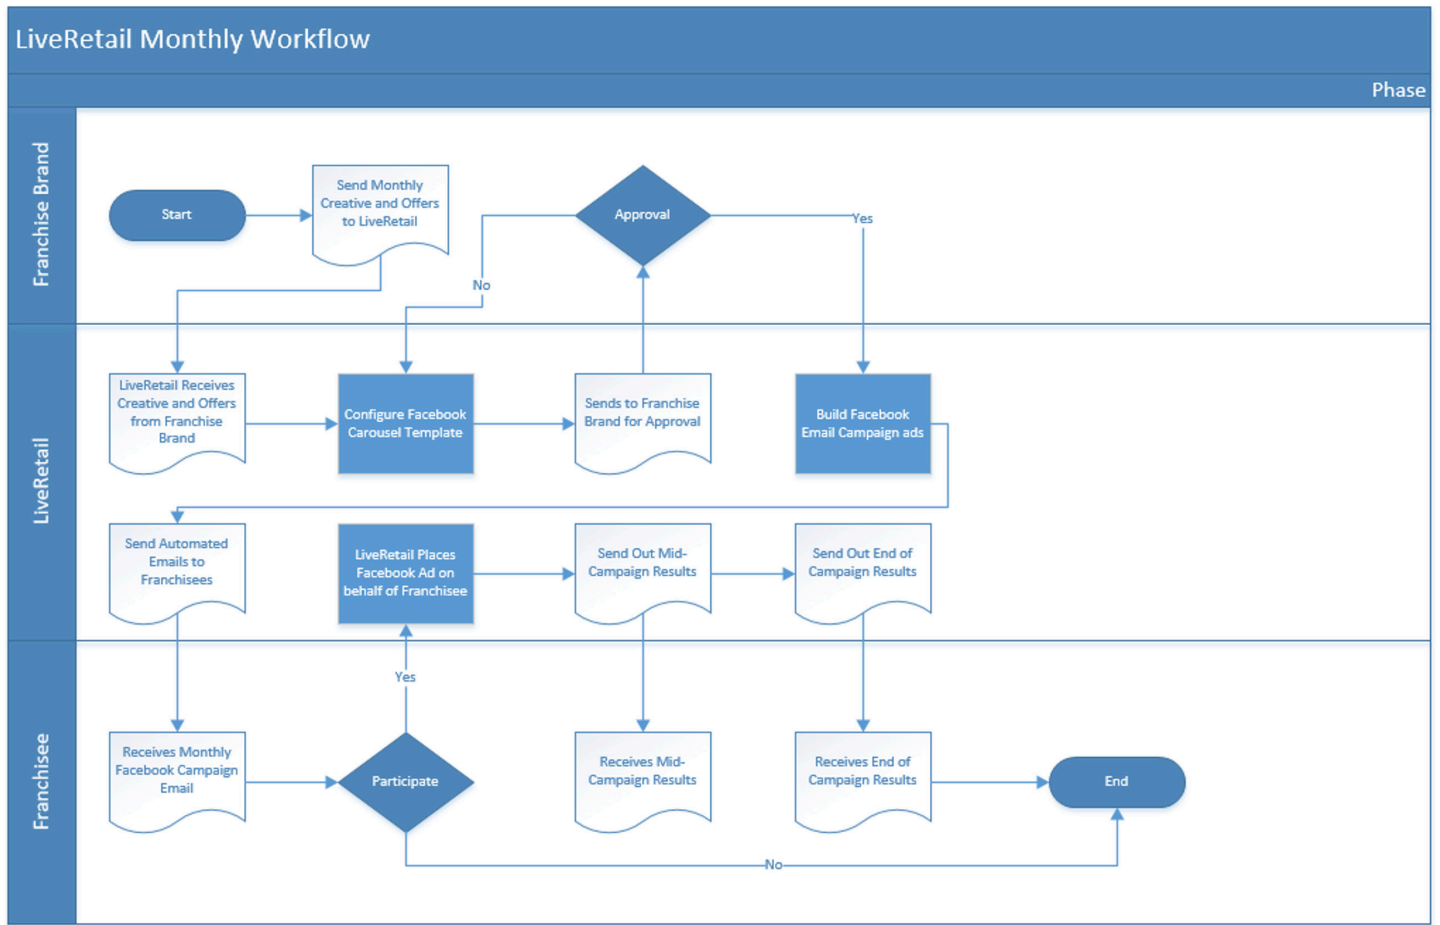 LiveRetail Monthly Workflow
Phase
Franchise Brand
Start
Send Monthly
Creative and Offers
to LiveRetail
Approval
Yes
No
LiveRetail
LiveRetail Receives
Creative and Offers
from Franchise
Brand
Configure Facebook
Carousel Template
Sends to Franchise
Brand for Approval
Build Facebook
Email Campaign ads
Send Automated
Emails to
Franchisees
LiveRetail Places
Facebook Ad on
behalf of Franchisee
Send Out Mid-
Campaign Results
Send Out End of
Campaign Results
Franchisee
Yes
Receives Monthly
Facebook Campaign
Email
Participate
Receives Mid-
Campaign Results
Receives End of
Campaign Results
End
No